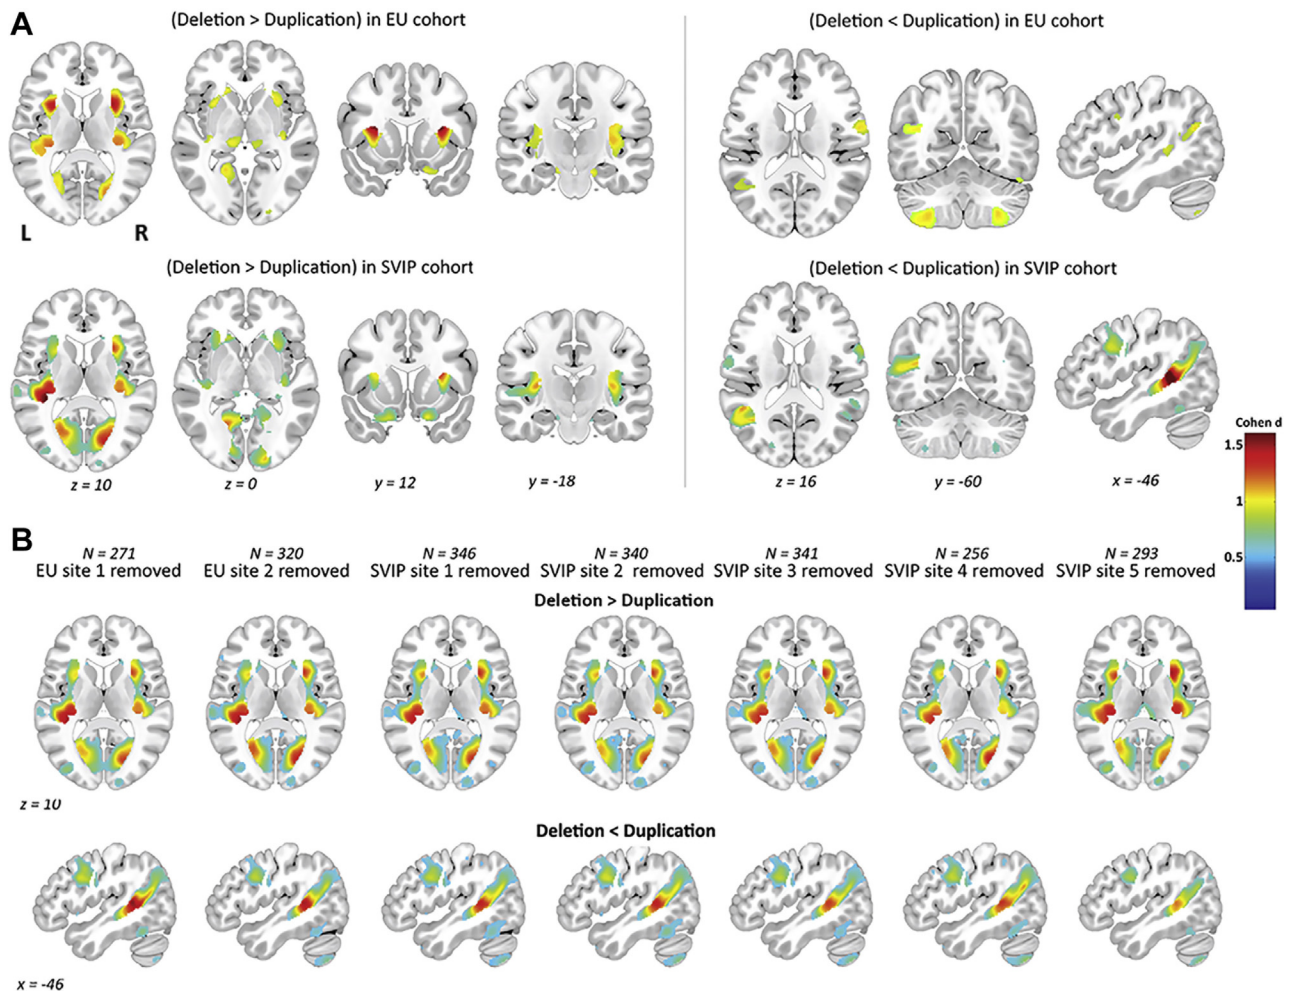 A
(Deletion > Duplication) in EU cohort
(Deletion < Duplication) in EU cohort
L
R
(Deletion > Duplication) in SVIP cohort
(Deletion < Duplication) in SVIP cohort
z = 10
z = 0
y = 12
y = -18
z = 16
y = -60
x = -46
Cohen d
1.5
1
0.5
B
N = 271
N = 320
N = 346
N = 340
N = 341
N = 256
N = 293
EU site 1 removed
EU site 2 removed
SVIP site 1 removed
SVIP site 2 removed
SVIP site 3 removed
SVIP site 4 removed
SVIP site 5 removed
Deletion > Duplication
z = 10
Deletion < Duplication
x = -46